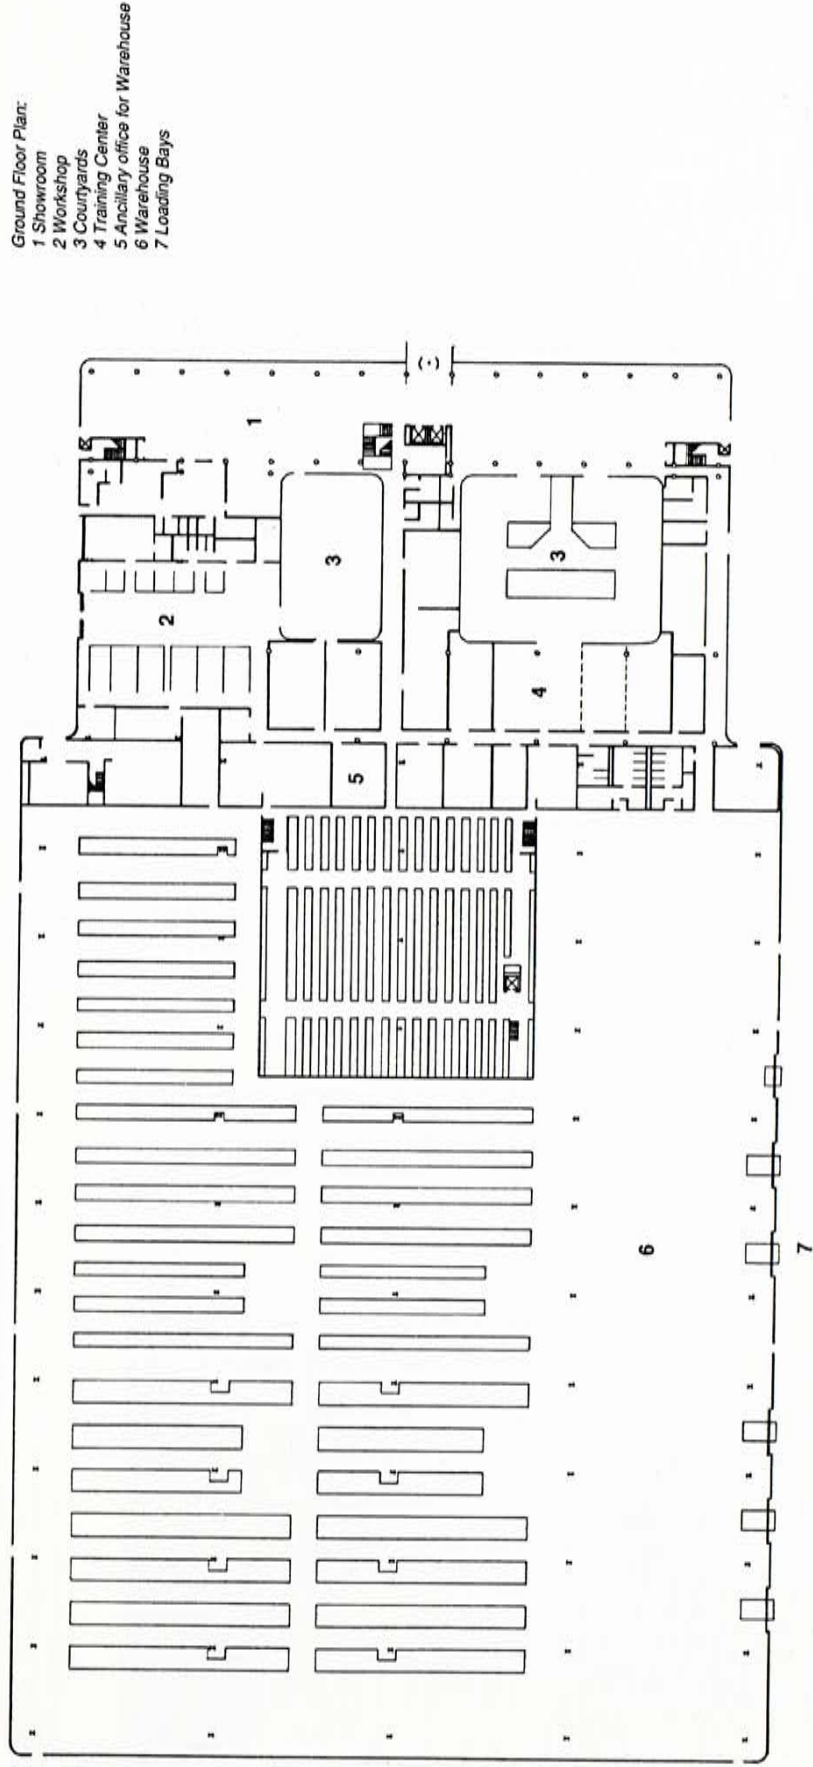 Ground Floor Plan:
1 Showroom
2 Workshop
3 Courtyards
4 Training Center
5 Ancillary office for Warehouse
6 Warehouse
7 Loading Bays
1
2
3
3
4
5
6
7